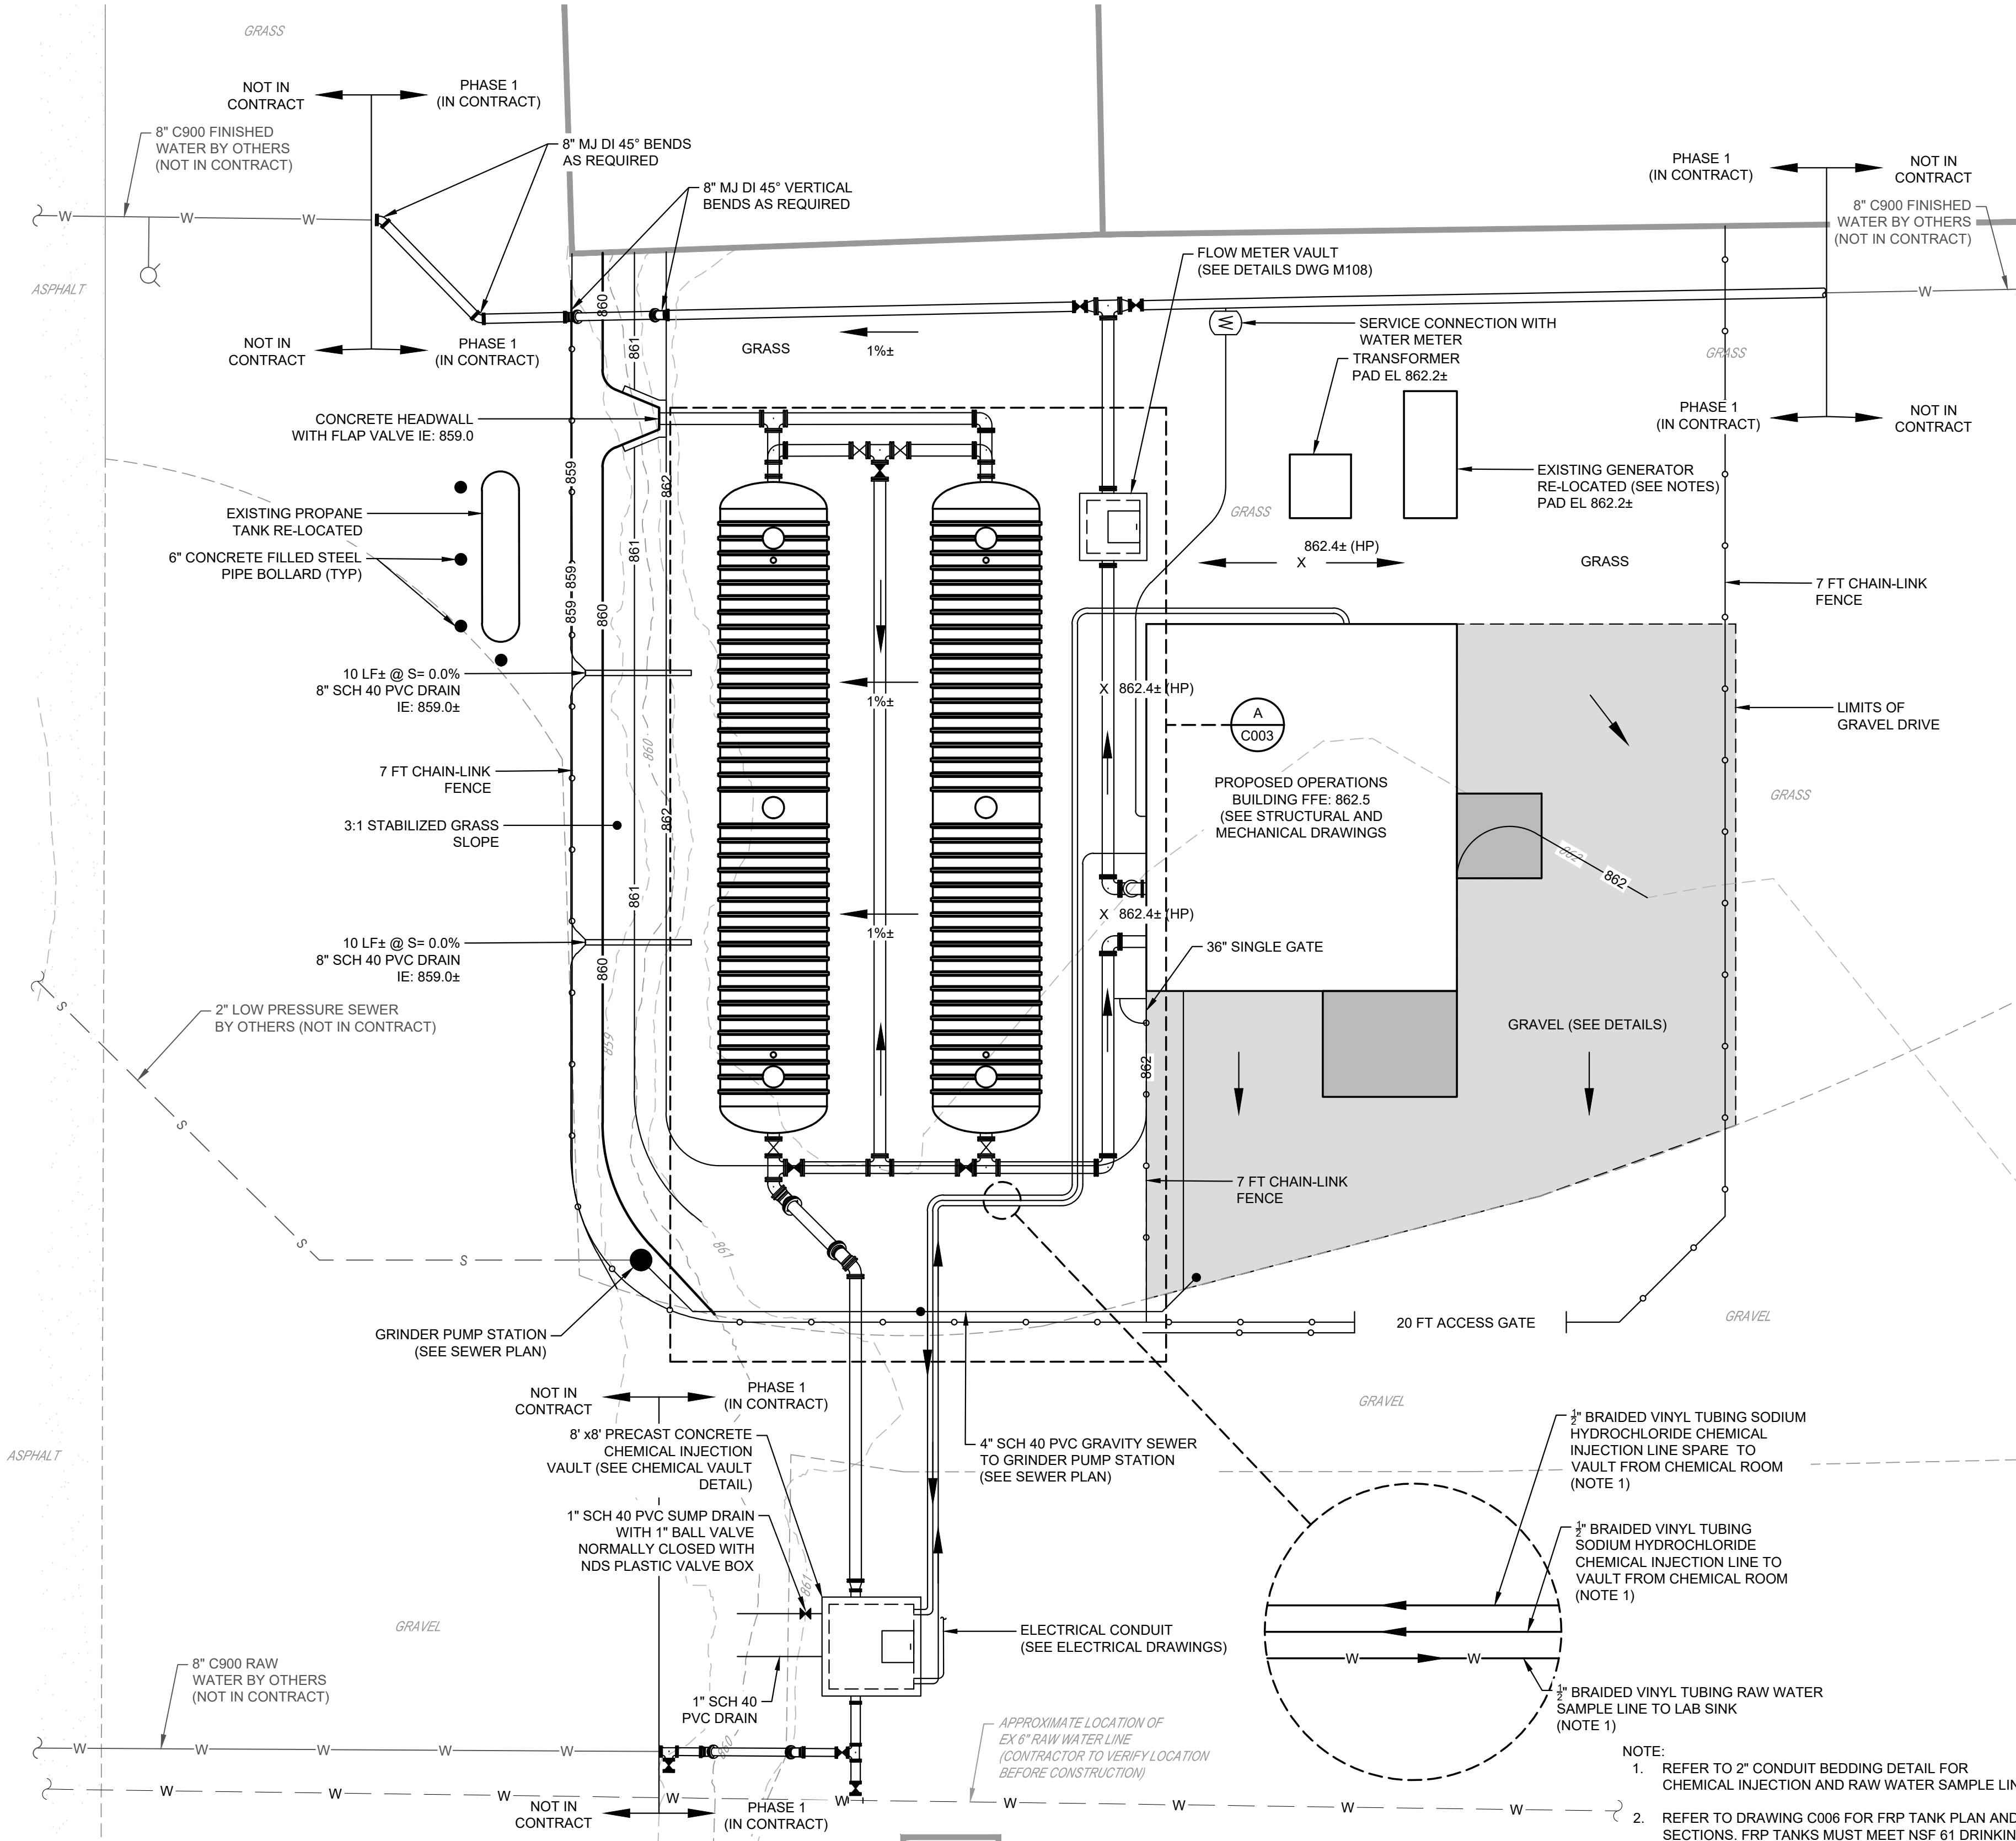 GRASS
NOT IN
CONTRACT
PHASE 1
(IN CONTRACT)
8" C900 FINISHED
WATER BY OTHERS
(NOT IN CONTRACT)
8" MJ DI 45° BENDS
AS REQUIRED
8" MJ DI 45° VERTICAL
BENDS AS REQUIRED
PHASE 1
(IN CONTRACT)
NOT IN
CONTRACT
8" C900 FINISHED
WATER BY OTHERS
(NOT IN CONTRACT)
W
W
W
W
ASPHALT
NOT IN
CONTRACT
PHASE 1
(IN CONTRACT)
860
861
GRASS
1%±
FLOW METER VAULT
(SEE DETAILS DWG M108)
W
SERVICE CONNECTION WITH
WATER METER
TRANSFORMER
PAD EL 862.2±
GRASS
PHASE 1
(IN CONTRACT)
NOT IN
CONTRACT
CONCRETE HEADWALL
WITH FLAP VALVE IE: 859.0
859
862
EXISTING GENERATOR
RE-LOCATED (SEE NOTES)
PAD EL 862.2±
GRASS
EXISTING PROPANE
TANK RE-LOCATED
6" CONCRETE FILLED STEEL
PIPE BOLLARD (TYP)
859
859
860
861
862.4± (HP)
X
GRASS
7 FT CHAIN-LINK
FENCE
10 LF± @ S= 0.0%
8" SCH 40 PVC DRAIN
IE: 859.0±
1%±
X 862.4± (HP)
A
C003
LIMITS OF
GRAVEL DRIVE
860
7 FT CHAIN-LINK
FENCE
PROPOSED OPERATIONS
BUILDING FFE: 862.5
(SEE STRUCTURAL AND
MECHANICAL DRAWINGS
GRASS
3:1 STABILIZED GRASS
SLOPE
862
862
862
861
X 862.4± (HP)
1%±
10 LF± @ S= 0.0%
8" SCH 40 PVC DRAIN
IE: 859.0±
860
36" SINGLE GATE
S
2" LOW PRESSURE SEWER
BY OTHERS (NOT IN CONTRACT)
859
GRAVEL (SEE DETAILS)
862
S
7 FT CHAIN-LINK
FENCE
S
S
861
GRINDER PUMP STATION
(SEE SEWER PLAN)
20 FT ACCESS GATE
GRAVEL
NOT IN
CONTRACT
PHASE 1
(IN CONTRACT)
GRAVEL
8' x8' PRECAST CONCRETE
CHEMICAL INJECTION
VAULT (SEE CHEMICAL VAULT
DETAIL)
4" SCH 40 PVC GRAVITY SEWER
TO GRINDER PUMP STATION
(SEE SEWER PLAN)
½" BRAIDED VINYL TUBING SODIUM
HYDROCHLORIDE CHEMICAL
INJECTION LINE SPARE TO
VAULT FROM CHEMICAL ROOM
(NOTE 1)
ASPHALT
1" SCH 40 PVC SUMP DRAIN
WITH 1" BALL VALVE
NORMALLY CLOSED WITH
NDS PLASTIC VALVE BOX
861
½" BRAIDED VINYL TUBING
SODIUM HYDROCHLORIDE
CHEMICAL INJECTION LINE TO
VAULT FROM CHEMICAL ROOM
(NOTE 1)
GRAVEL
ELECTRICAL CONDUIT
(SEE ELECTRICAL DRAWINGS)
W
W
8" C900 RAW
WATER BY OTHERS
(NOT IN CONTRACT)
1" SCH 40
PVC DRAIN
½" BRAIDED VINYL TUBING RAW WATER
SAMPLE LINE TO LAB SINK
(NOTE 1)
APPROXIMATE LOCATION OF
EX 6" RAW WATER LINE
(CONTRACTOR TO VERIFY LOCATION
BEFORE CONSTRUCTION)
W
W
W
W
W
860
W
W
W
W
W
W
W
W
W
W
NOT IN
CONTRACT
PHASE 1
(IN CONTRACT)
NOTE:
1. REFER TO 2" CONDUIT BEDDING DETAIL FOR
CHEMICAL INJECTION AND RAW WATER SAMPLE
2. REFER TO DRAWING C006 FOR FRP TANK PLAN AND
SECTIONS. FRP TANKS MUST MEET NSF 61